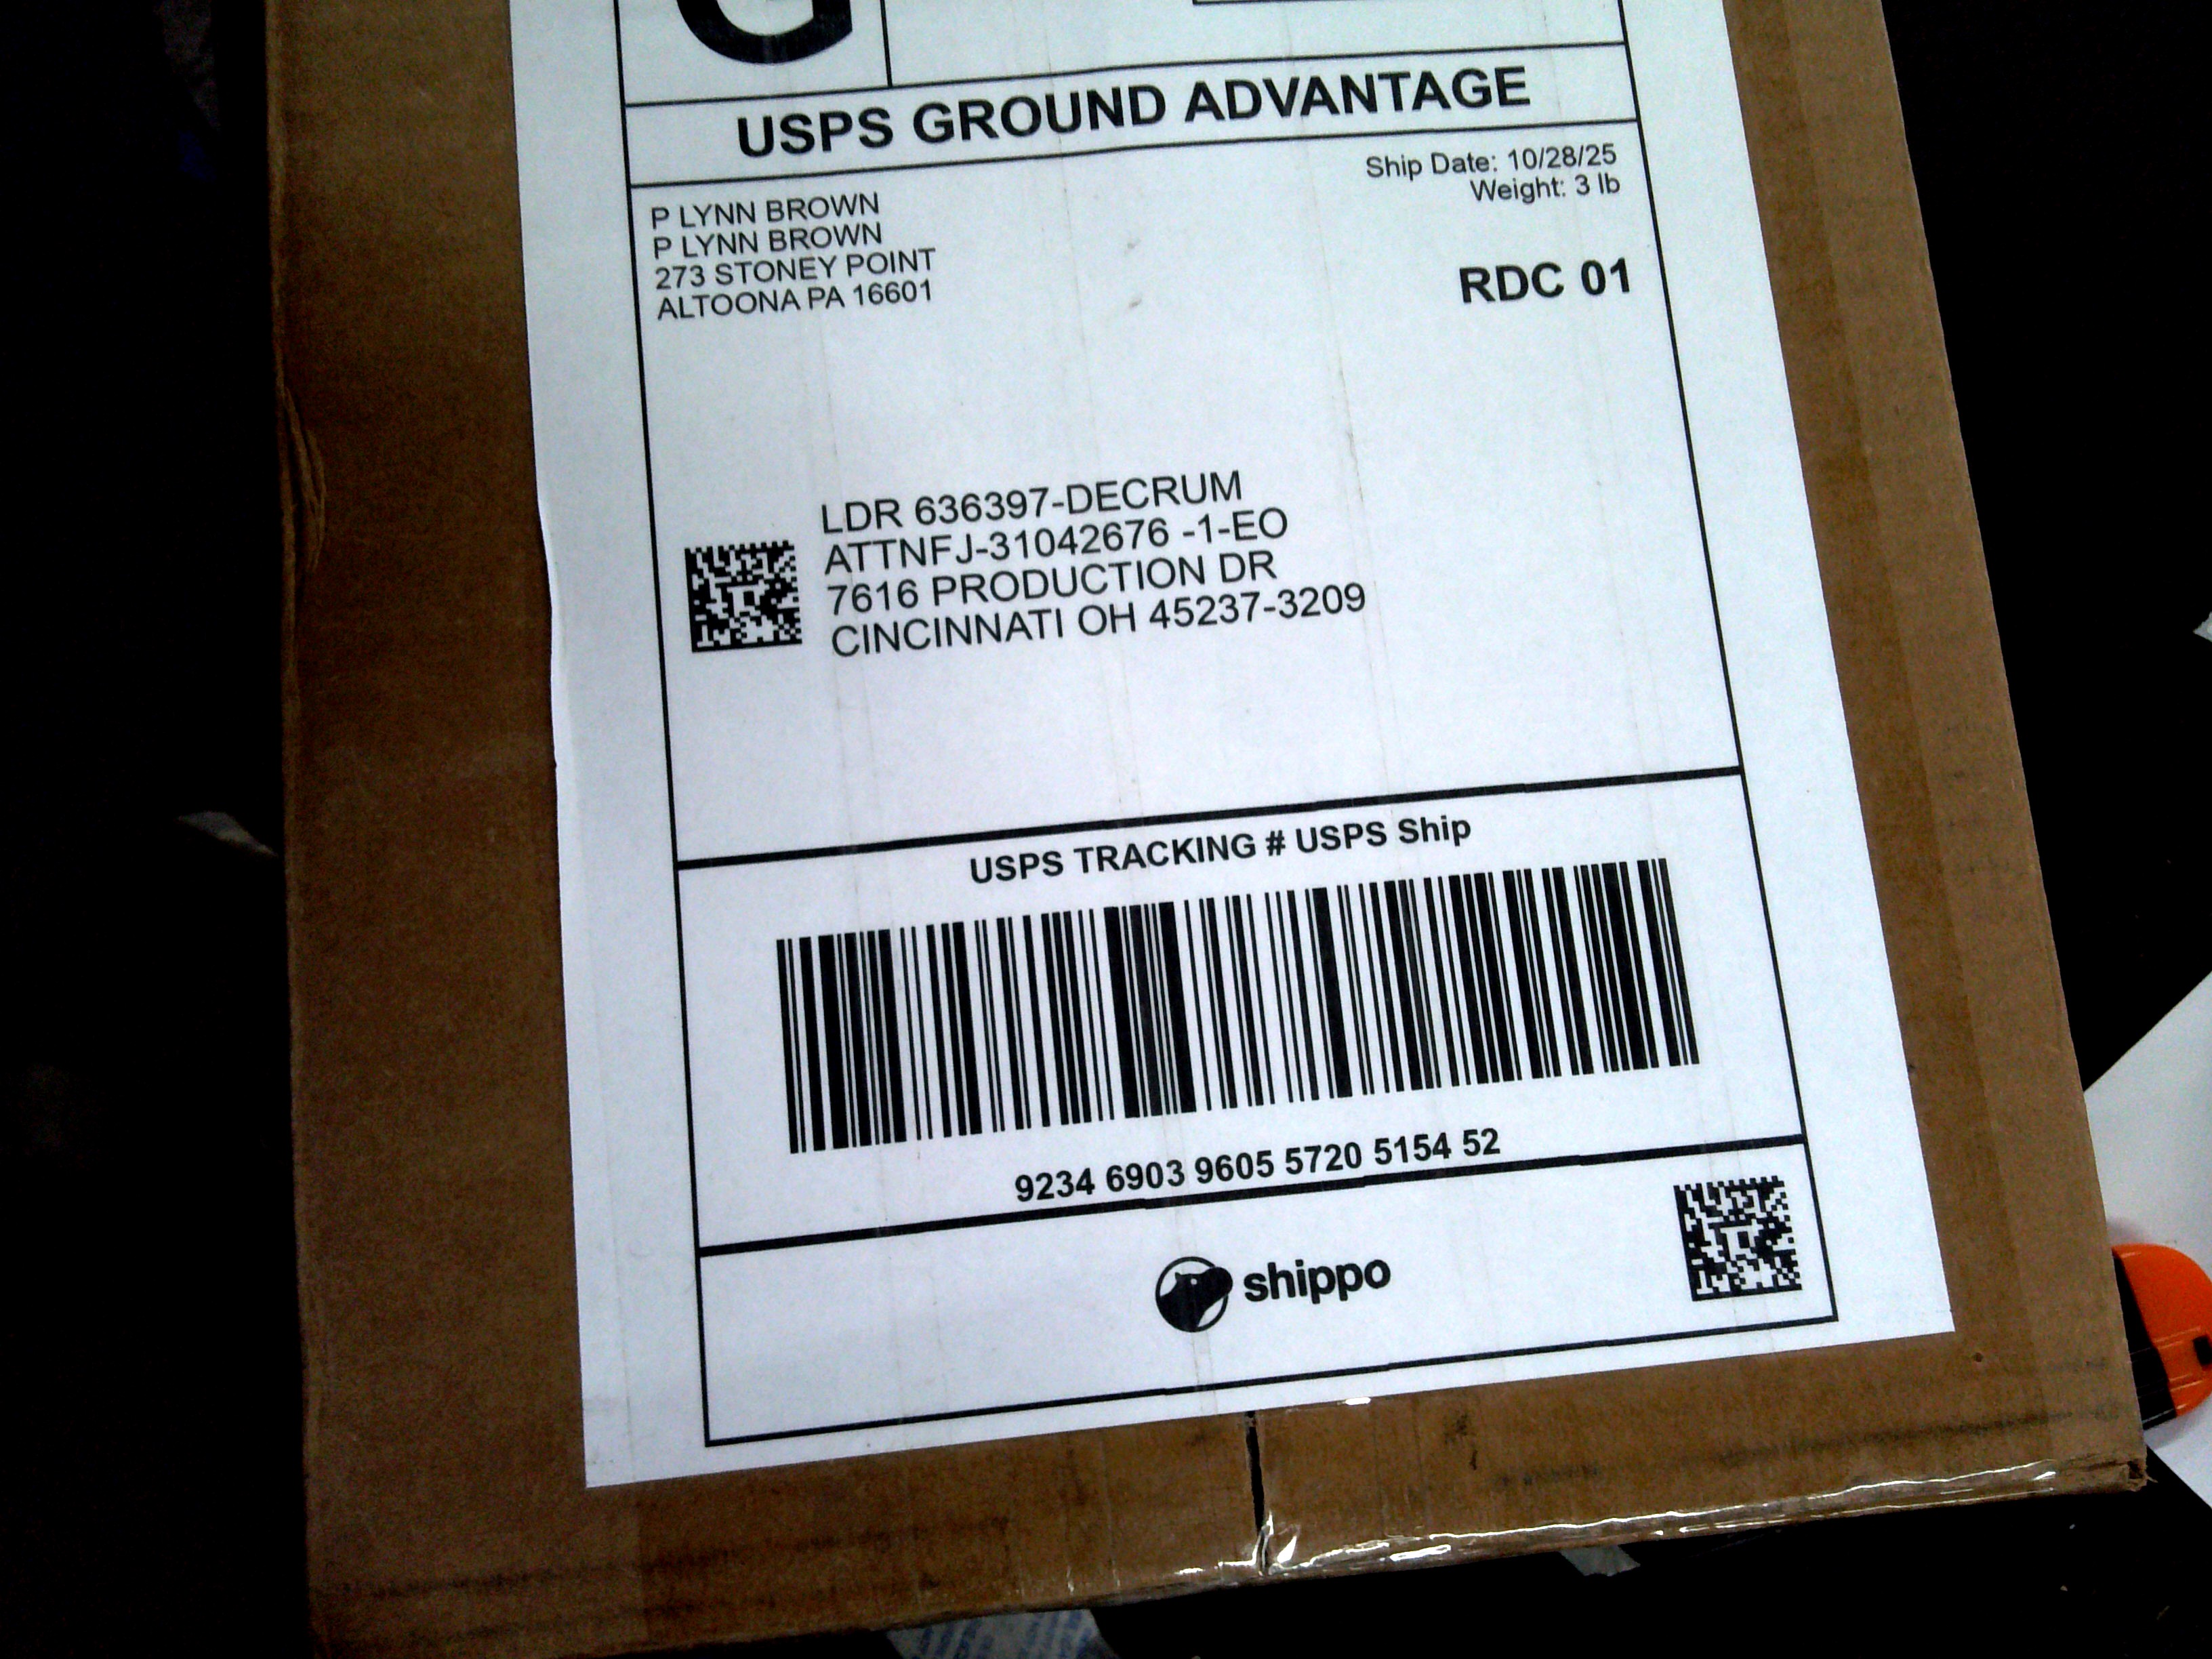 G
USPS GROUND ADVANTAGE
Ship Date: 10/28/25
Weight: 3 lb
P LYNN BROWN
P LYNN BROWN
273 STONEY POINT
ALTOONA PA 16601
RDC 01
LDR 636397-DECRUM
ATTNFJ-31042676 -1-EO
7616 PRODUCTION DR
CINCINNATI OH 45237-3209
USPS TRACKING # USPS Ship
9234 6903 9605 5720 5154 52
shippo